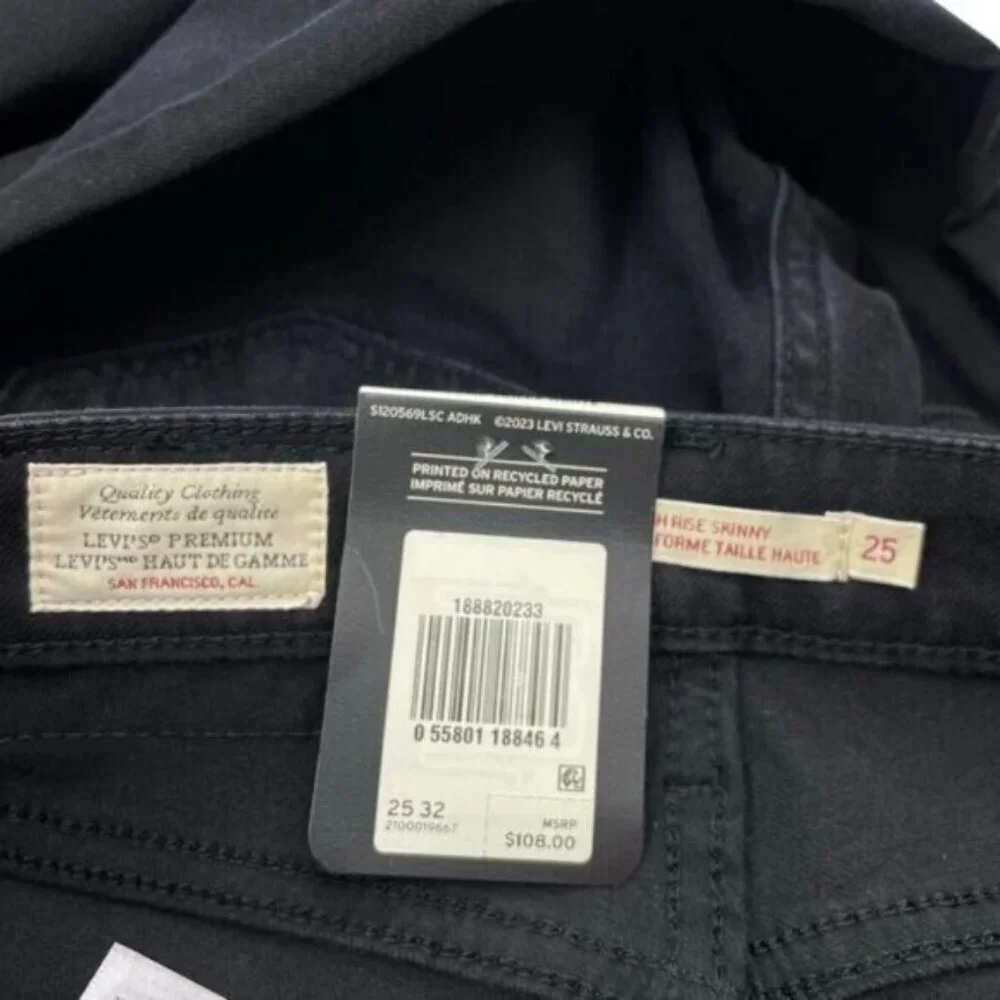 S120569LSC ADHK ©2023 LEVI STRAUSS & CO.
PRINTED ON RECYCLED PAPER
IMPRIMÉ SUR PAPIER RECYCLÉ
Quality Clothing
Vêtements de qualité
LEVI'S® PREMIUM
LEVI'SMD HAUT DE GAMME
SAN FRANCISCO, CAL.
H RISE SKINNY
FORME TAILLE HAUTE
25
188820233
0 55801 18846 4
25 32
2100019667
MSRP
$108.00